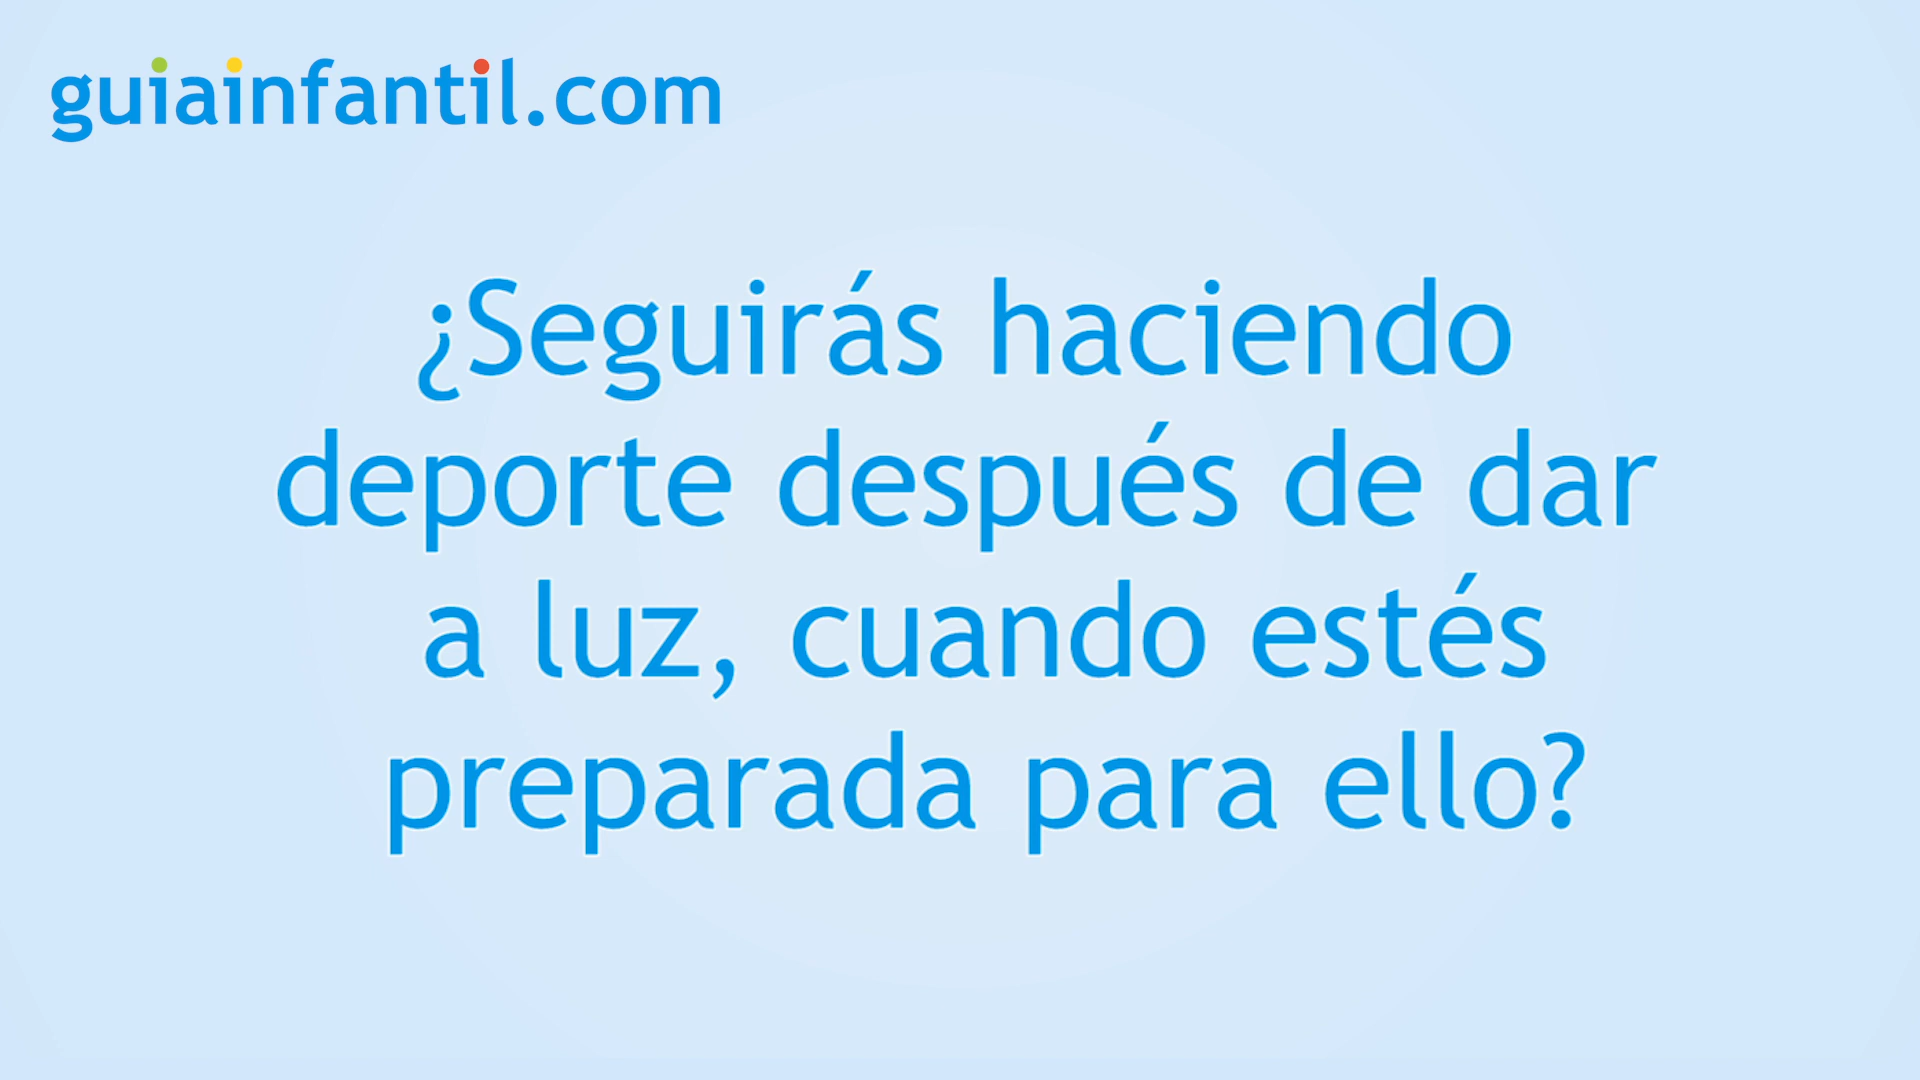 guiainfantil.com
¿Seguirás haciendo
deporte después de dar
a luz, cuando estés
preparada para ello?